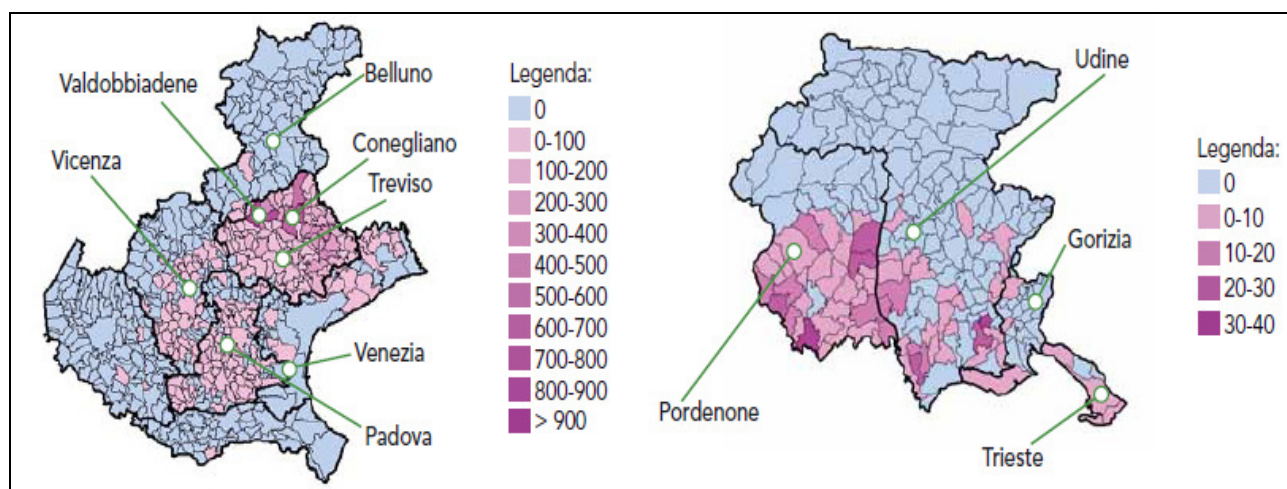 Belluno
Valdobbiadene
Conegliano
Vicenza
Treviso
Venezia
Padova
Legenda:
0
0-100
100-200
200-300
300-400
400-500
500-600
600-700
700-800
800-900
> 900
Udine
Gorizia
Pordenone
Trieste
Legenda:
0
0-10
10-20
20-30
30-40